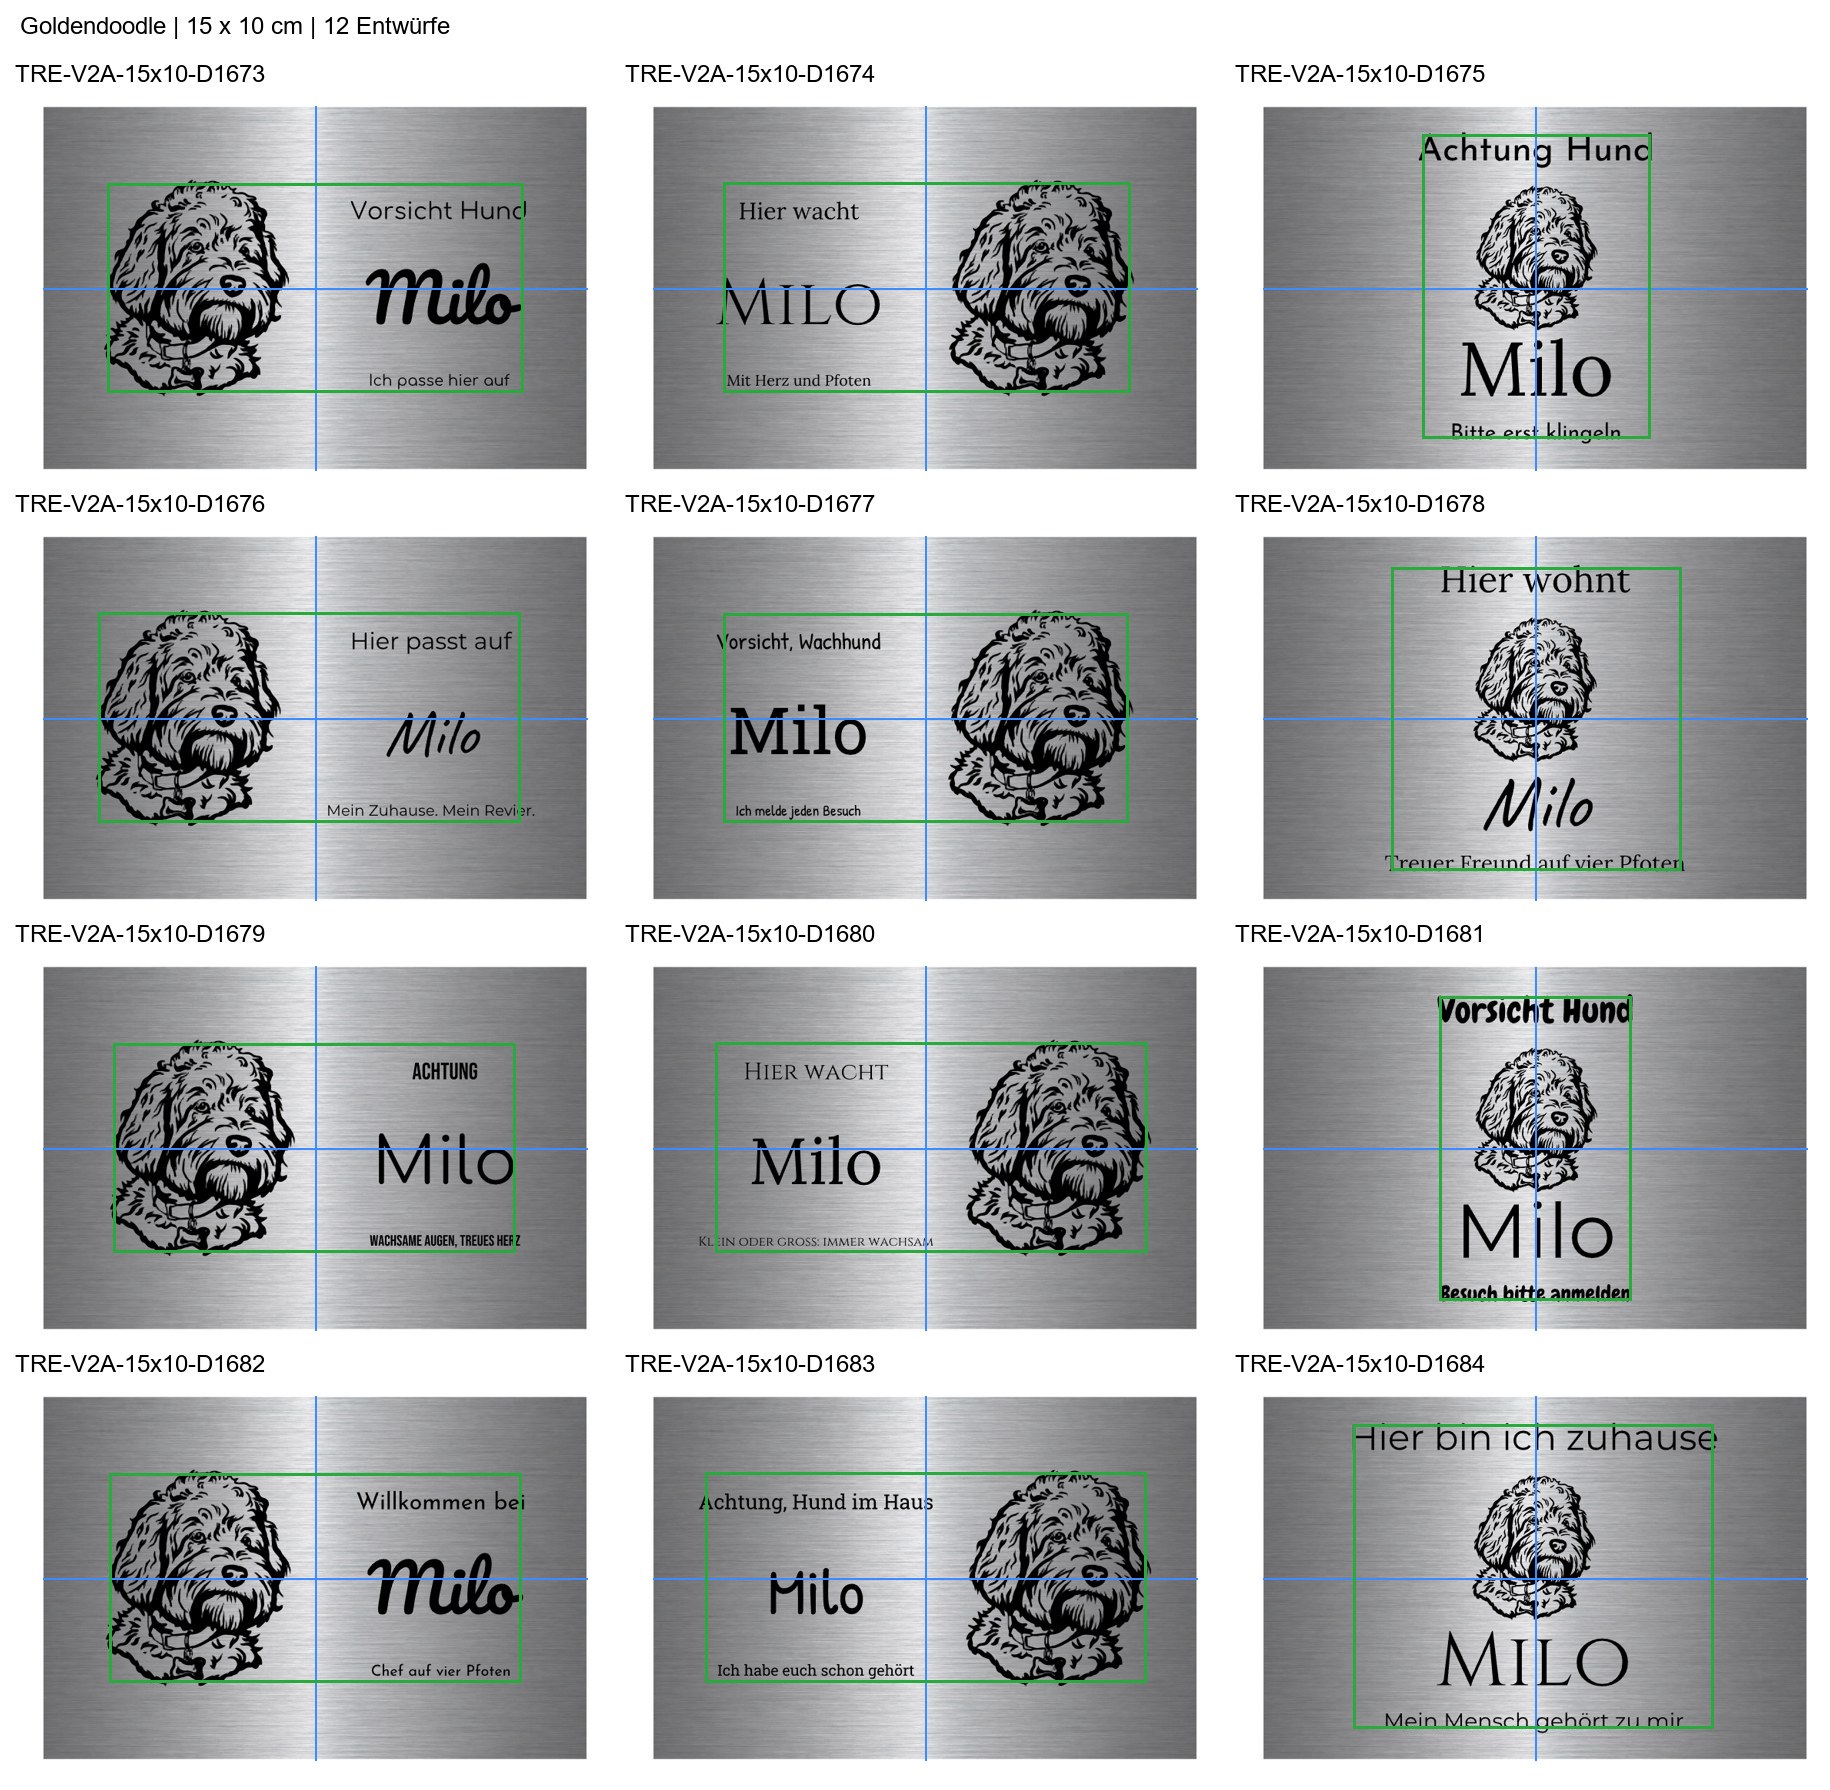 Goldendoodle | 15 x 10 cm | 12 Entwürfe
TRE-V2A-15x10-D1673
Vorsicht Hund
Milo
Ich passe hier auf
TRE-V2A-15x10-D1674
Hier wacht
MILO
Mit Herz und Pfoten
TRE-V2A-15x10-D1675
Achtung Hund
Milo
Bitte erst klingeln
TRE-V2A-15x10-D1676
Hier passt auf
Milo
Mein Zuhause. Mein Revier.
TRE-V2A-15x10-D1677
Vorsicht, Wachhund
Milo
Ich melde jeden Besuch
TRE-V2A-15x10-D1678
Hier wohnt
Milo
Treuer Freund auf vier Pfoten
TRE-V2A-15x10-D1679
ACHTUNG
Milo
WACHSAME AUGEN, TREUES HERZ
TRE-V2A-15x10-D1680
HIER WACHT
Milo
KLEIN ODER GROSS: IMMER WACHSAM
TRE-V2A-15x10-D1681
Vorsicht Hund
Milo
Besuch bitte anmelden
TRE-V2A-15x10-D1682
Willkommen bei
Milo
Chef auf vier Pfoten
TRE-V2A-15x10-D1683
Achtung, Hund im Haus
Milo
Ich habe euch schon gehört
TRE-V2A-15x10-D1684
Hier bin ich zuhause
MILO
Mein Mensch gehört zu mir